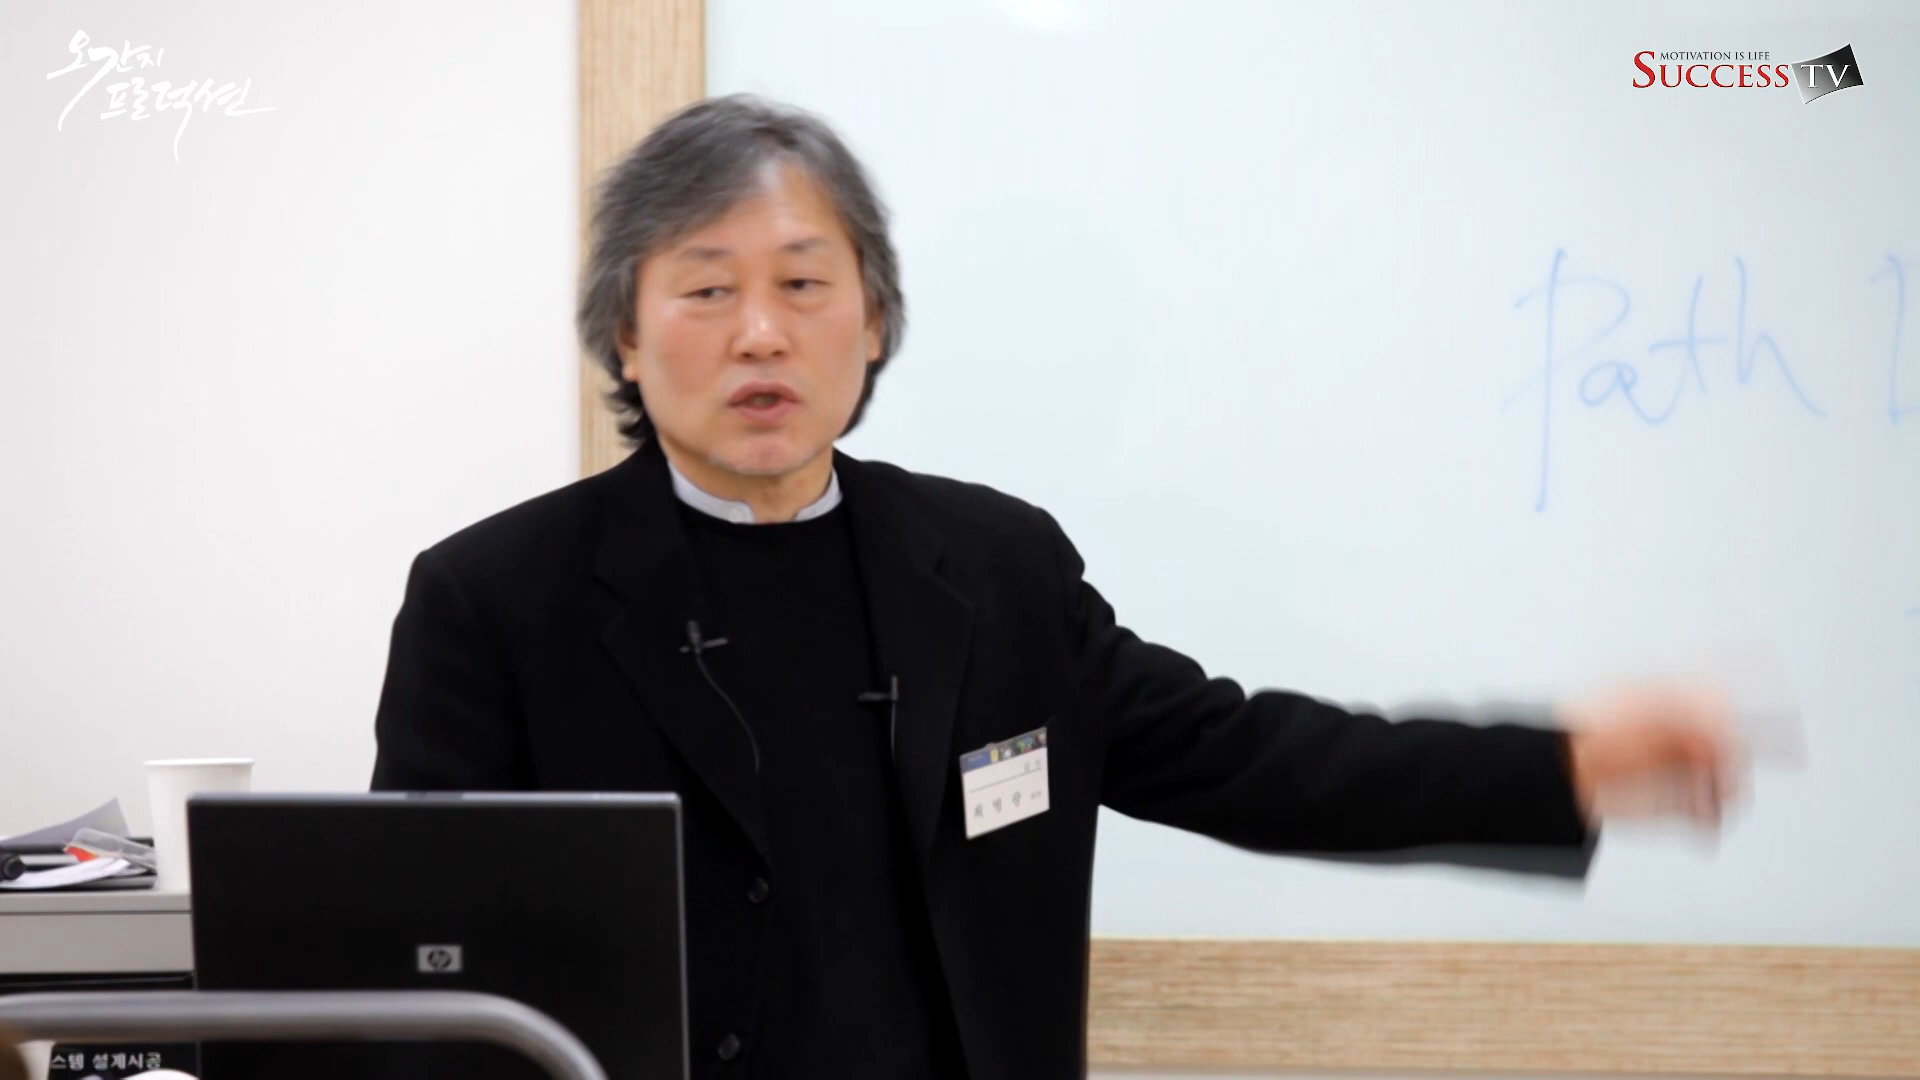 오간지
프로덕션
MOTIVATION IS LIFE
SUCCESS TV
Path
hp
스템 설계시공